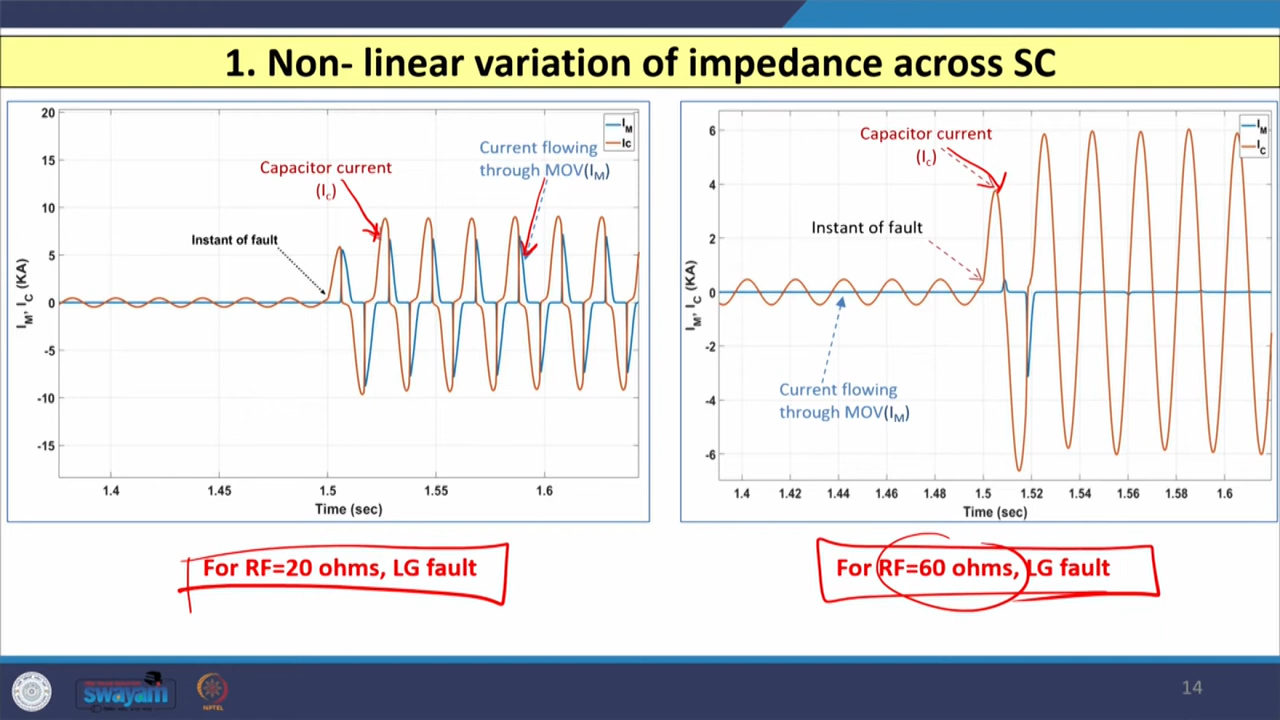 1. Non- linear variation of impedance across SC
20
15
10
5
0
-5
-10
-15
I_M, I_C (KA)
1.4
1.45
1.5
1.55
1.6
Time (sec)
Capacitor current
(I_c)
Instant of fault
Current flowing
through MOV(I_M)
I_M
Ic
For RF=20 ohms, LG fault
6
4
2
0
-2
-4
-6
I_M, I_C (KA)
1.4
1.42
1.44
1.46
1.48
1.5
1.52
1.54
1.56
1.58
1.6
Time (sec)
Capacitor current
(I_c)
Instant of fault
Current flowing
through MOV(I_M)
I_M
I_C
For RF=60 ohms, LG fault
swayam
NPTEL
14